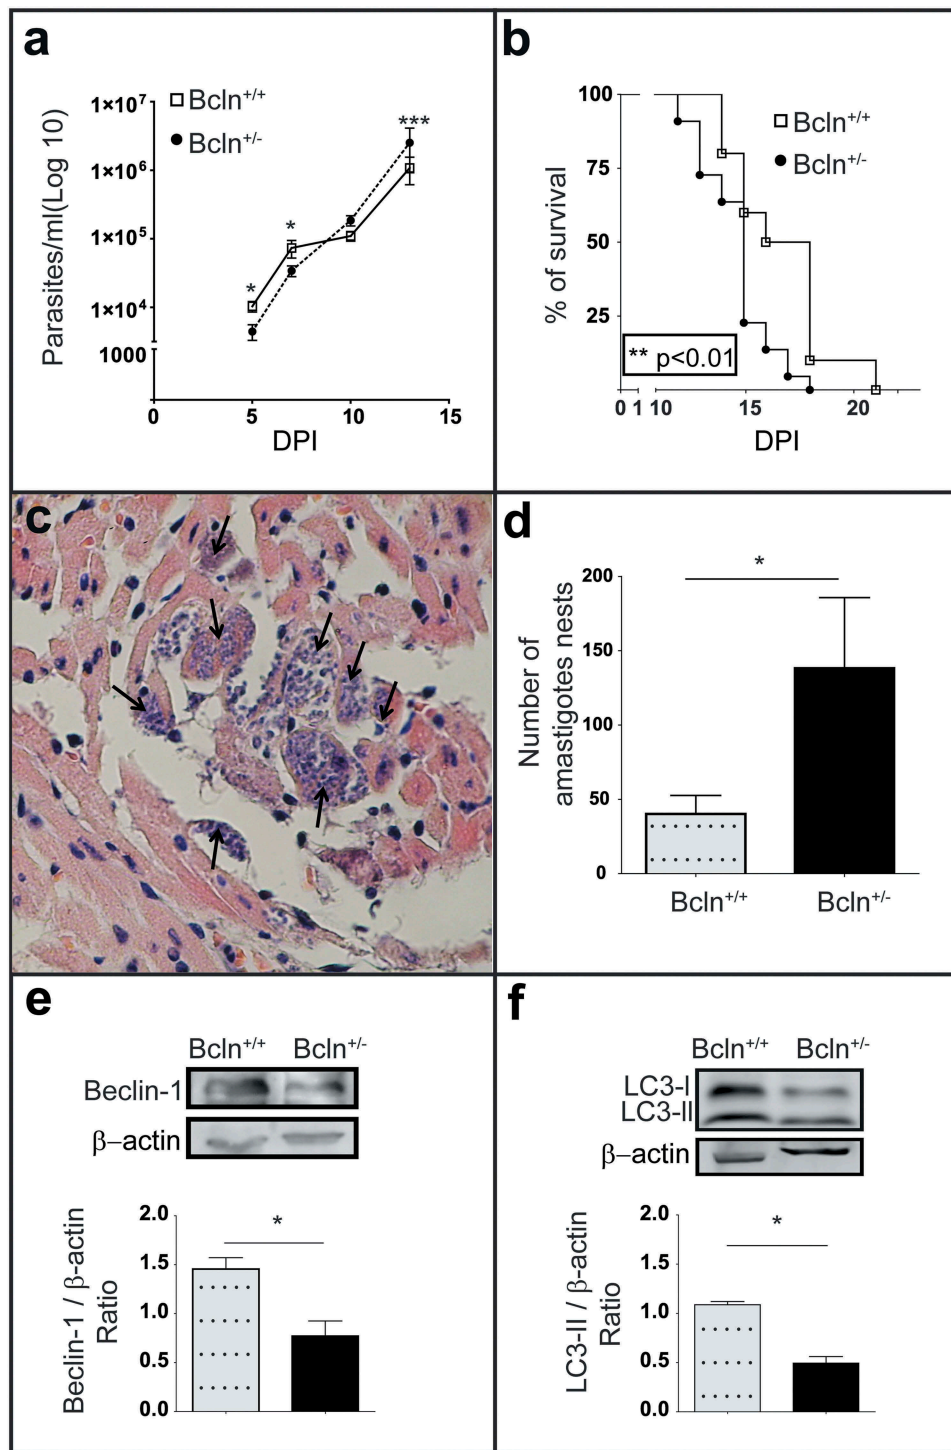 a
Parasites/ml(Log 10)
1×10⁷
1×10⁶
1×10⁵
1×10⁴
1000
Bcln+/+
Bcln+/-
*
*
***
0
5
10
15
DPI
b
% of survival
100
75
50
25
Bcln+/+
Bcln+/-
** p<0.01
0 1 10
15
20
DPI
c
d
Number of
amastigotes nests
200
150
100
50
0
*
Bcln+/+
Bcln+/-
e
Bcln+/+ Bcln+/-
Beclin-1
β–actin
Beclin-1 / β-actin
Ratio
2.0
1.5
1.0
0.5
0.0
*
f
Bcln+/+ Bcln+/-
LC3-I
LC3-II
β–actin
LC3-II / β-actin
Ratio
2.0
1.5
1.0
0.5
0.0
*